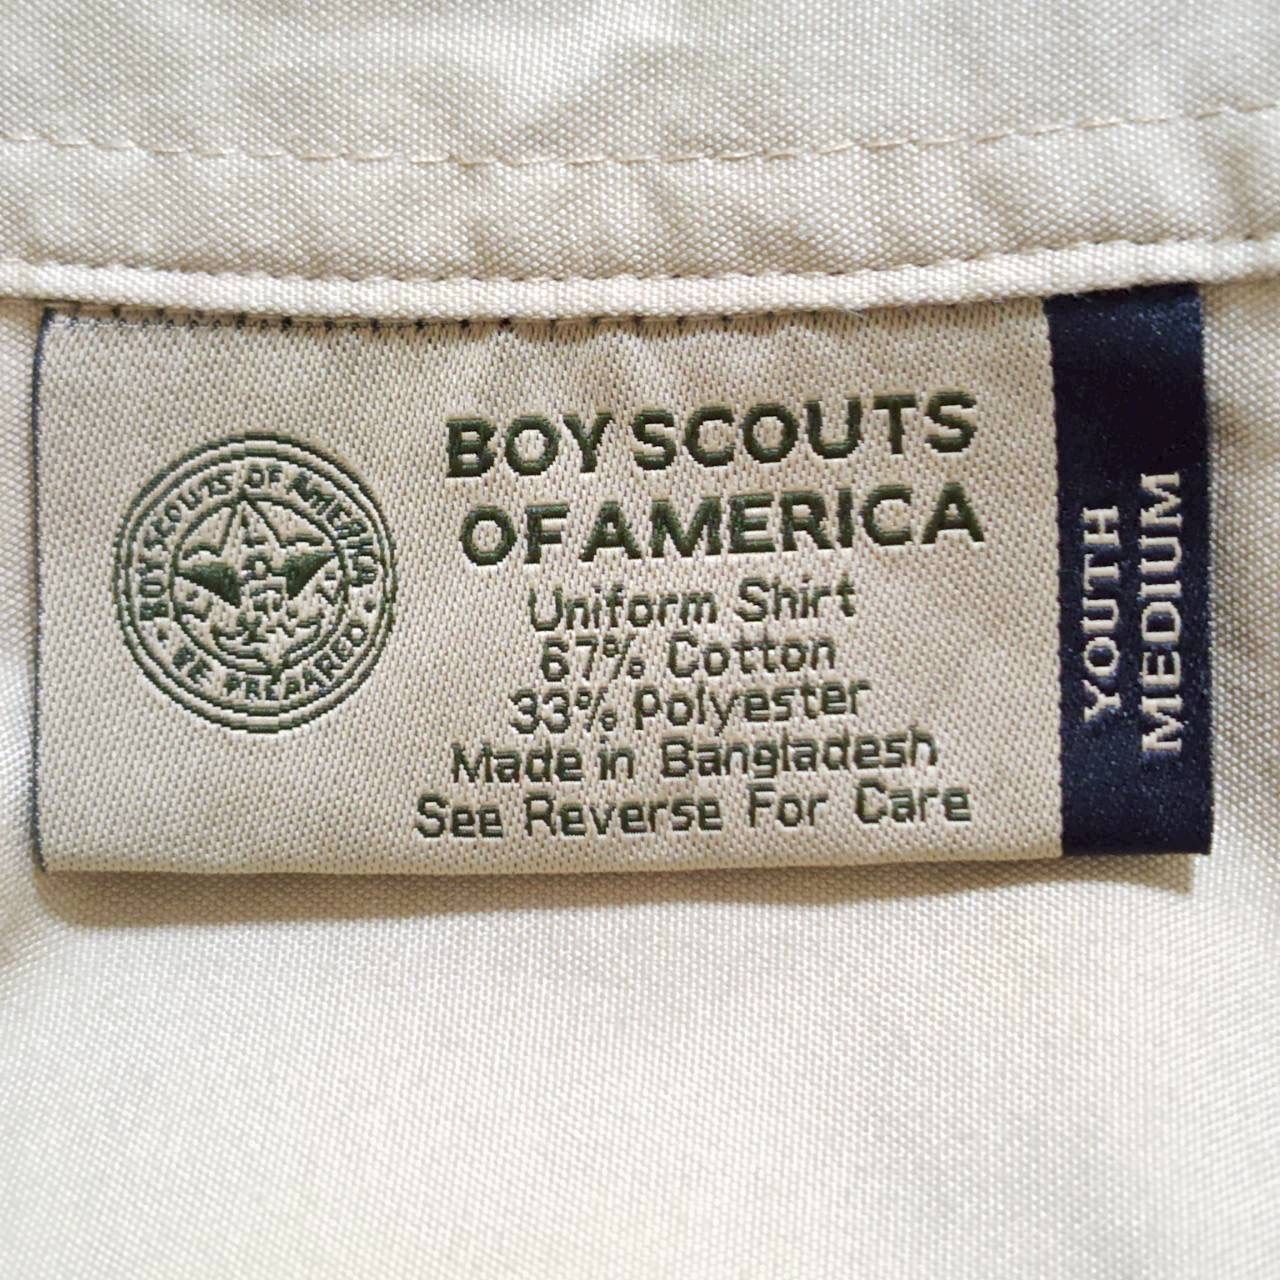 BOY SCOUTS OF AMERICA
• BE PREPARED •
BOY SCOUTS
OF AMERICA
Uniform Shirt
67% Cotton
33% Polyester
Made in Bangladesh
See Reverse For Care
YOUTH
MEDIUM